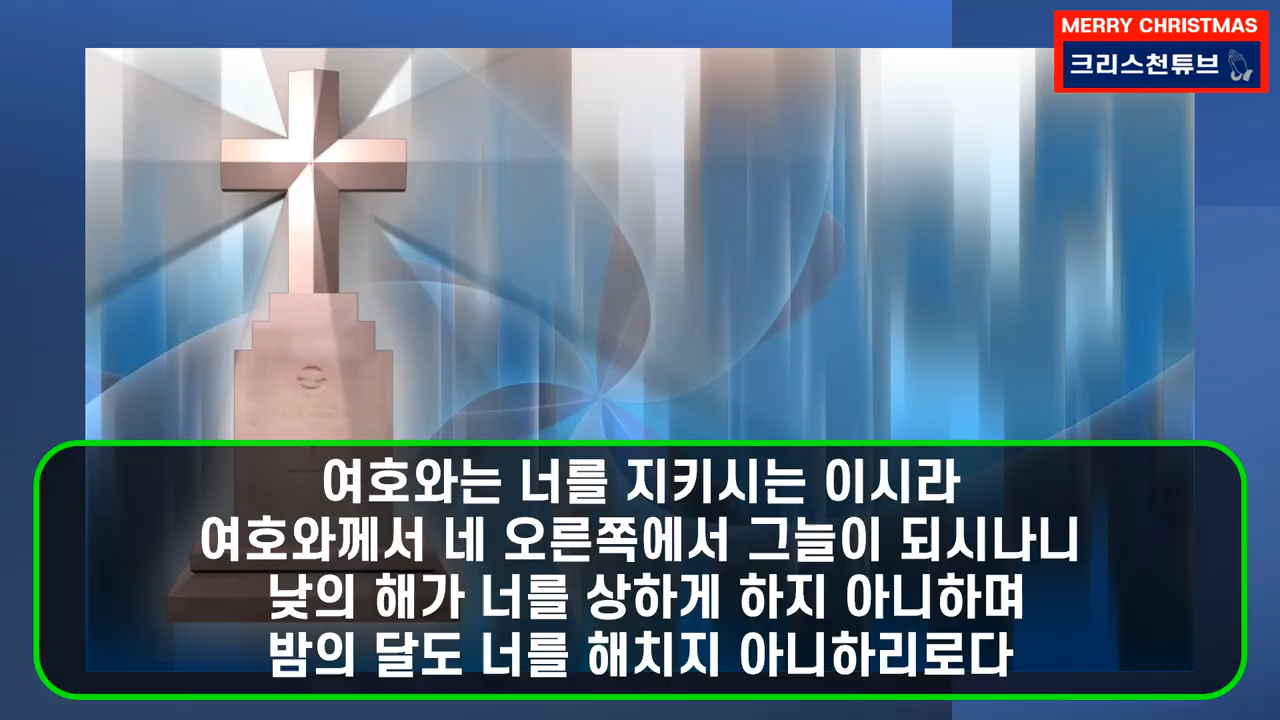 MERRY CHRISTMAS
크리스천튜브
여호와는 너를 지키시는 이시라
여호와께서 네 오른쪽에서 그늘이 되시나니
낮의 해가 너를 상하게 하지 아니하며
밤의 달도 너를 해치지 아니하리로다